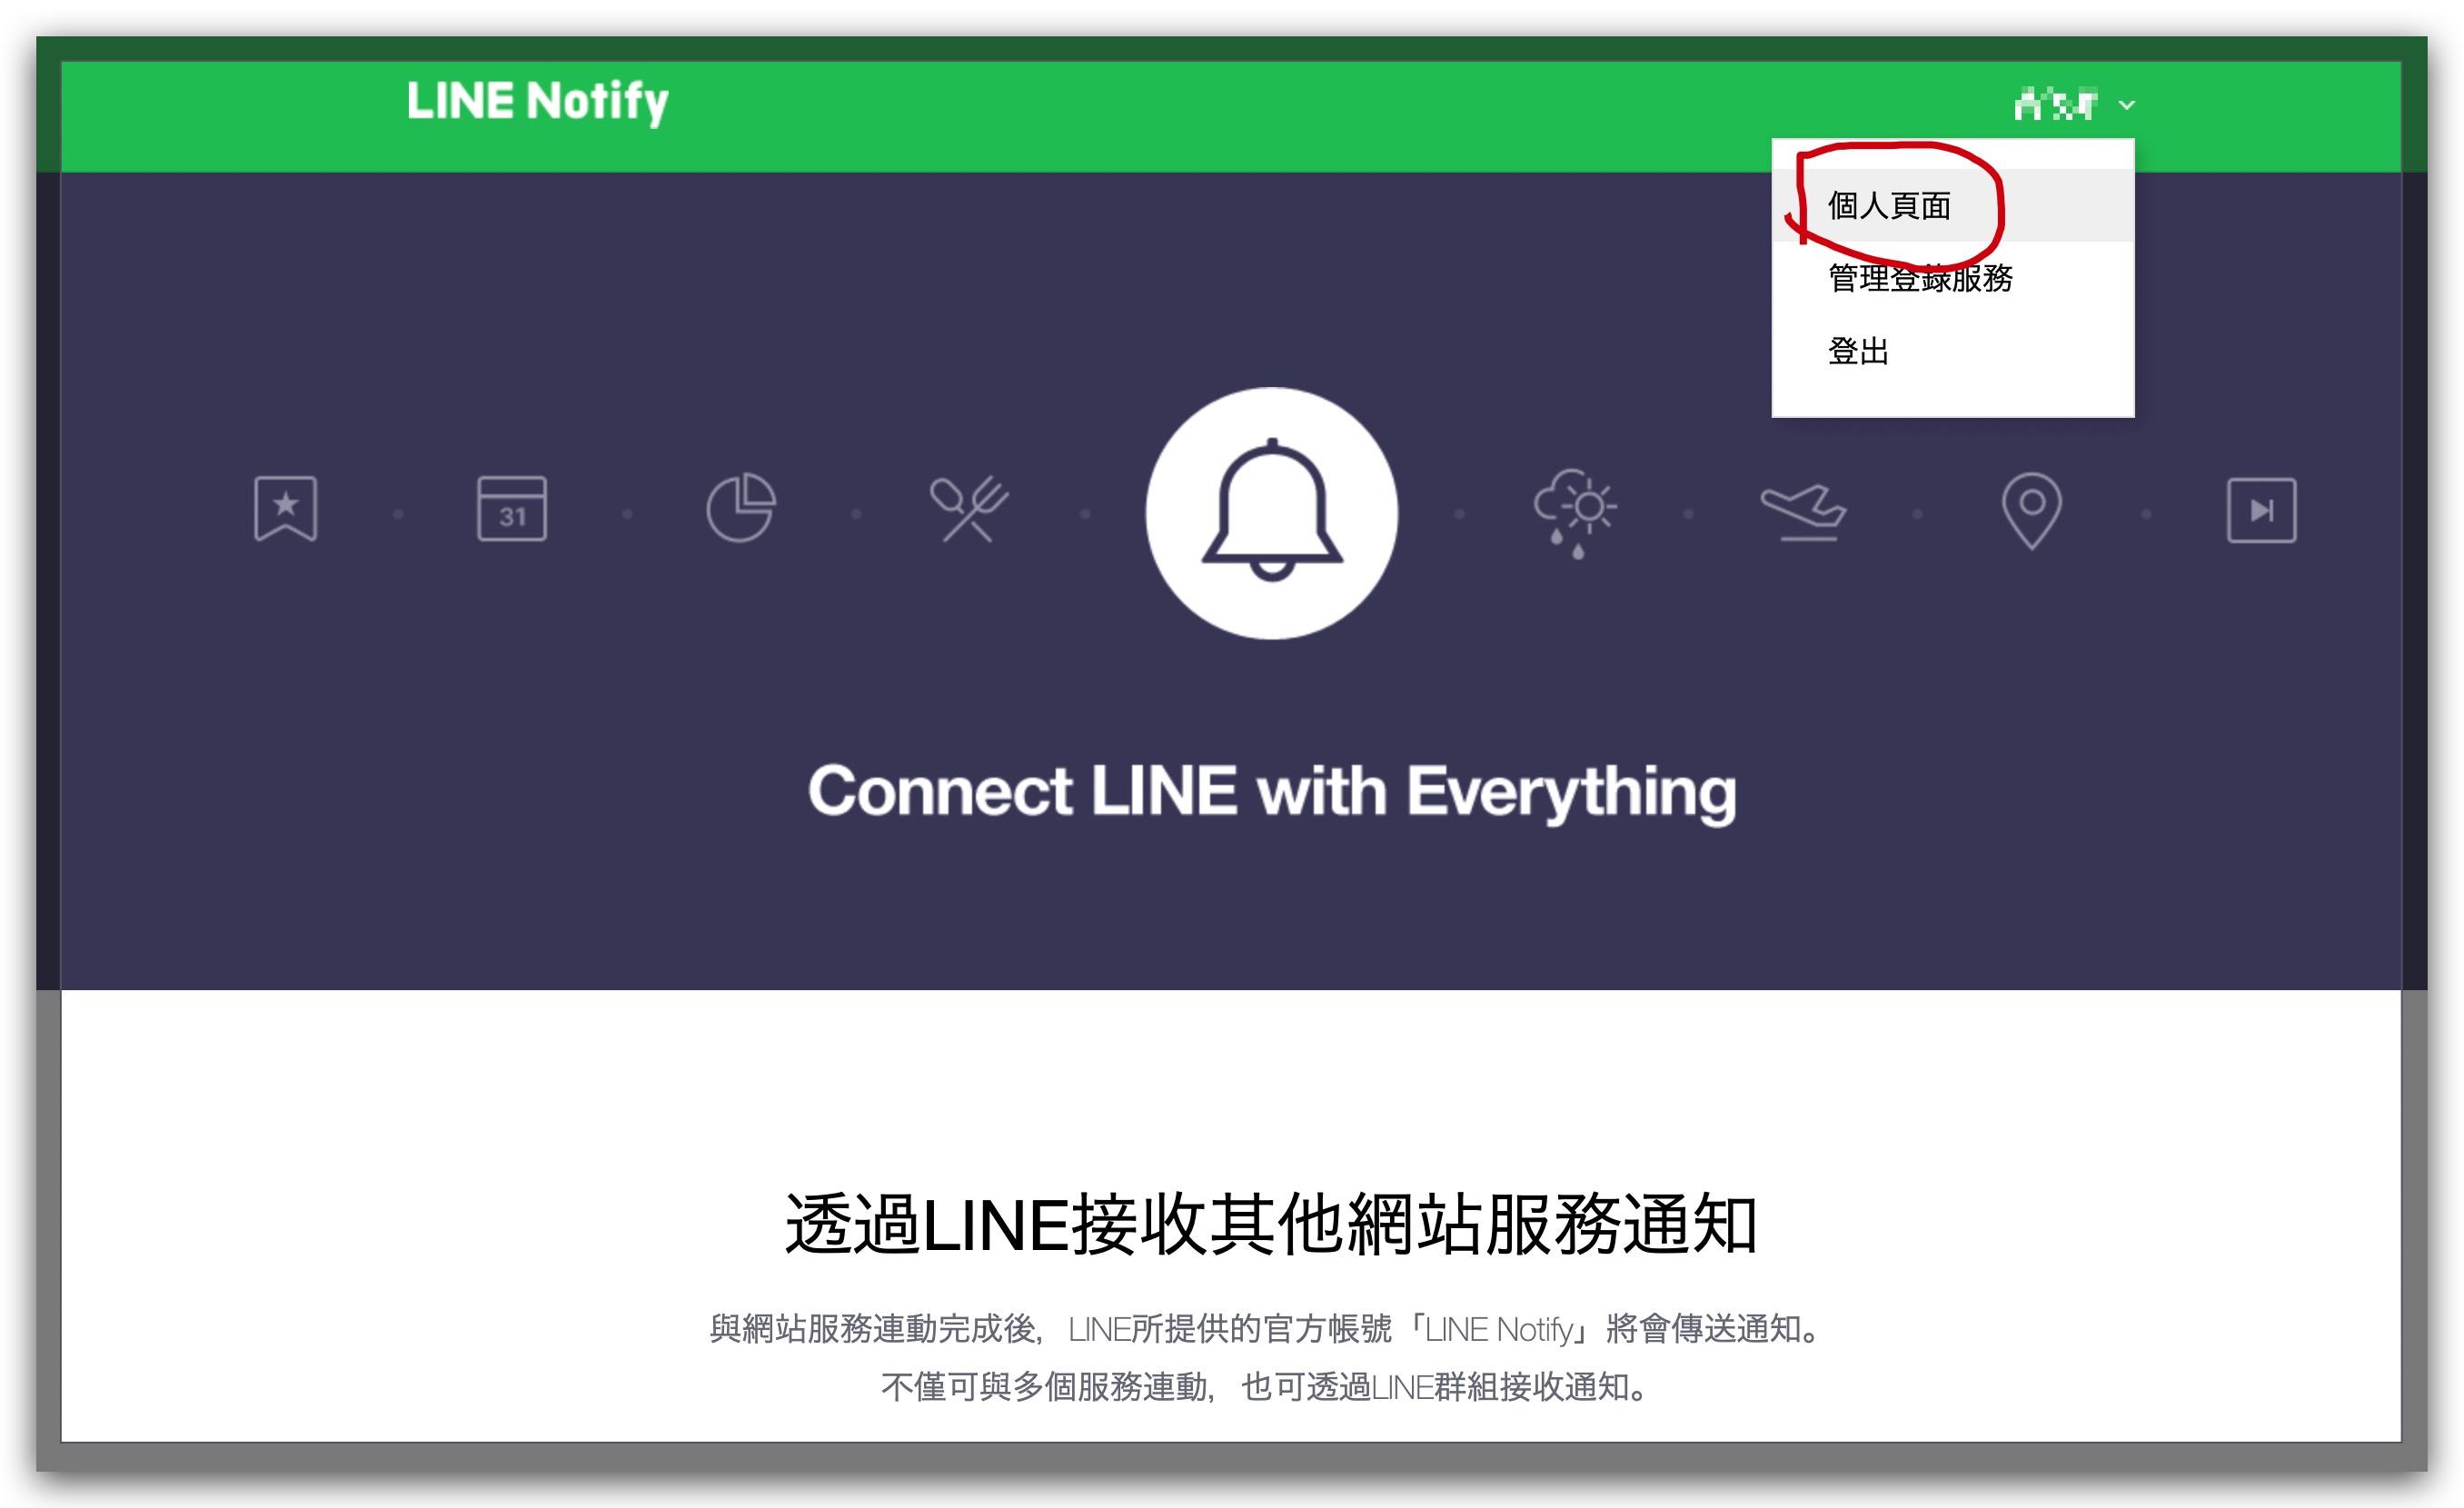 LINE Notify
個人頁面
管理登錄服務
登出
31
Connect LINE with Everything
透過LINE接收其他網站服務通知
與網站服務連動完成後，LINE所提供的官方帳號「LINE Notify」將會傳送通知。
不僅可與多個服務連動，也可透過LINE群組接收通知。